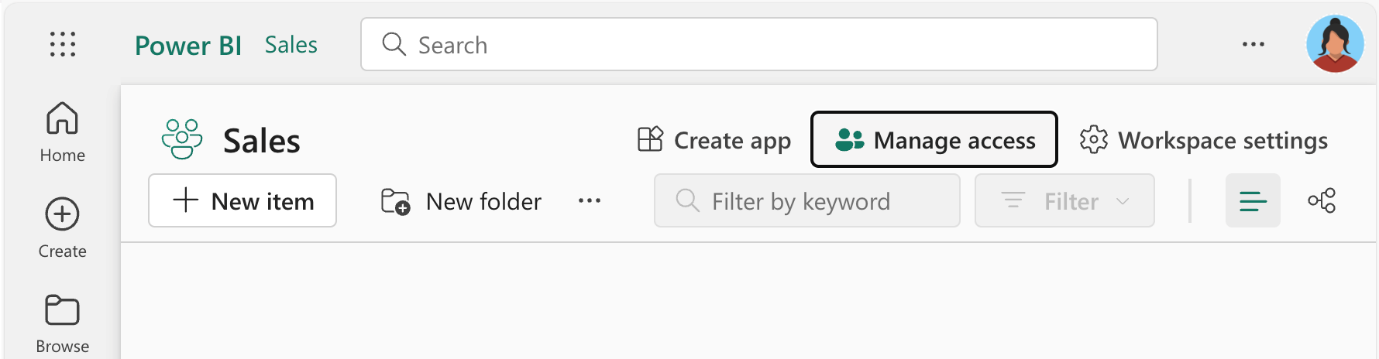 Power BI Sales Search
Home
Sales Create app Manage access Workspace settings
New item New folder Filter by keyword Filter
Create
Browse